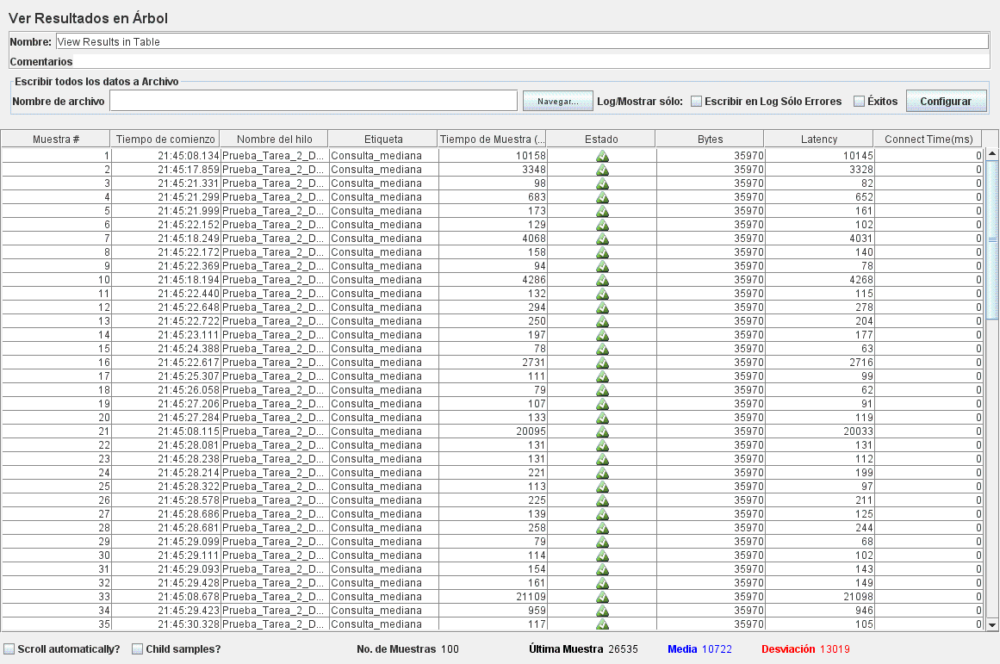 Ver Resultados en Árbol
Nombre: View Results in Table
Comentarios
Escribir todos los datos a Archivo
Nombre de archivo Navegar... Log/Mostrar sólo: Escribir en Log Sólo Errores Éxitos Configurar
Muestra # Tiempo de comienzo Nombre del hilo Etiqueta Tiempo de Muestra (... Estado Bytes Latency Connect Time(ms)
1 21:45:08.134 Prueba_Tarea_2_D... Consulta_mediana 10158 35970 10145 0
2 21:45:17.859 Prueba_Tarea_2_D... Consulta_mediana 3348 35970 3328 0
3 21:45:21.331 Prueba_Tarea_2_D... Consulta_mediana 98 35970 82 0
4 21:45:21.299 Prueba_Tarea_2_D... Consulta_mediana 683 35970 652 0
5 21:45:21.999 Prueba_Tarea_2_D... Consulta_mediana 173 35970 161 0
6 21:45:22.152 Prueba_Tarea_2_D... Consulta_mediana 129 35970 102 0
7 21:45:18.249 Prueba_Tarea_2_D... Consulta_mediana 4068 35970 4031 0
8 21:45:22.172 Prueba_Tarea_2_D... Consulta_mediana 158 35970 140 0
9 21:45:22.369 Prueba_Tarea_2_D... Consulta_mediana 94 35970 78 0
10 21:45:18.194 Prueba_Tarea_2_D... Consulta_mediana 4286 35970 4268 0
11 21:45:22.440 Prueba_Tarea_2_D... Consulta_mediana 132 35970 115 0
12 21:45:22.648 Prueba_Tarea_2_D... Consulta_mediana 294 35970 278 0
13 21:45:22.722 Prueba_Tarea_2_D... Consulta_mediana 250 35970 204 0
14 21:45:23.111 Prueba_Tarea_2_D... Consulta_mediana 197 35970 177 0
15 21:45:24.388 Prueba_Tarea_2_D... Consulta_mediana 78 35970 63 0
16 21:45:22.617 Prueba_Tarea_2_D... Consulta_mediana 2731 35970 2716 0
17 21:45:25.307 Prueba_Tarea_2_D... Consulta_mediana 111 35970 99 0
18 21:45:26.058 Prueba_Tarea_2_D... Consulta_mediana 79 35970 62 0
19 21:45:27.206 Prueba_Tarea_2_D... Consulta_mediana 107 35970 91 0
20 21:45:27.284 Prueba_Tarea_2_D... Consulta_mediana 133 35970 119 0
21 21:45:08.115 Prueba_Tarea_2_D... Consulta_mediana 20095 35970 20033 0
22 21:45:28.081 Prueba_Tarea_2_D... Consulta_mediana 131 35970 131 0
23 21:45:28.238 Prueba_Tarea_2_D... Consulta_mediana 131 35970 112 0
24 21:45:28.214 Prueba_Tarea_2_D... Consulta_mediana 221 35970 199 0
25 21:45:28.322 Prueba_Tarea_2_D... Consulta_mediana 113 35970 97 0
26 21:45:28.578 Prueba_Tarea_2_D... Consulta_mediana 225 35970 211 0
27 21:45:28.686 Prueba_Tarea_2_D... Consulta_mediana 139 35970 125 0
28 21:45:28.681 Prueba_Tarea_2_D... Consulta_mediana 258 35970 244 0
29 21:45:29.099 Prueba_Tarea_2_D... Consulta_mediana 79 35970 68 0
30 21:45:29.111 Prueba_Tarea_2_D... Consulta_mediana 114 35970 102 0
31 21:45:29.093 Prueba_Tarea_2_D... Consulta_mediana 154 35970 143 0
32 21:45:29.428 Prueba_Tarea_2_D... Consulta_mediana 161 35970 149 0
33 21:45:08.678 Prueba_Tarea_2_D... Consulta_mediana 21109 35970 21098 0
34 21:45:29.423 Prueba_Tarea_2_D... Consulta_mediana 959 35970 946 0
35 21:45:30.328 Prueba_Tarea_2_D... Consulta_mediana 117 35970 105 0
Scroll automatically? Child samples? No. de Muestras 100 Última Muestra 26535 Media 10722 Desviación 13019